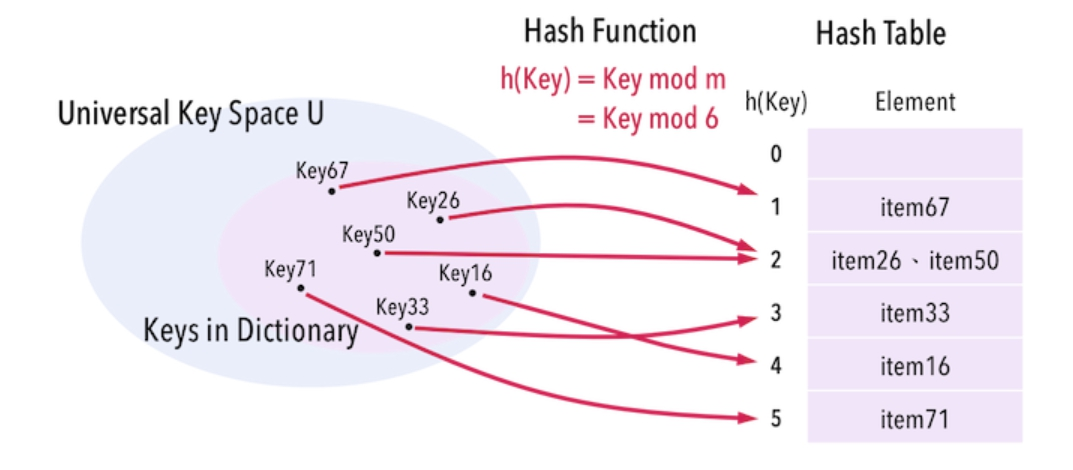 Hash Function
h(Key) = Key mod m
= Key mod 6
Hash Table
h(Key) Element
Universal Key Space U
Key67
Key26
Key50
Key71
Key16
Key33
Keys in Dictionary
0
1 item67
2 item26、item50
3 item33
4 item16
5 item71